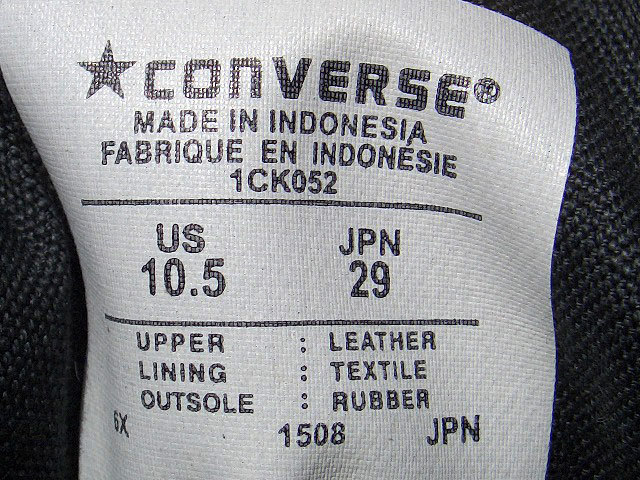 CONVERSE®
MADE IN INDONESIA
FABRIQUE EN INDONÉSIE
1CK052
US JPN
10.5 29
UPPER : LEATHER
LINING : TEXTILE
OUTSOLE : RUBBER
6X 1508 JPN